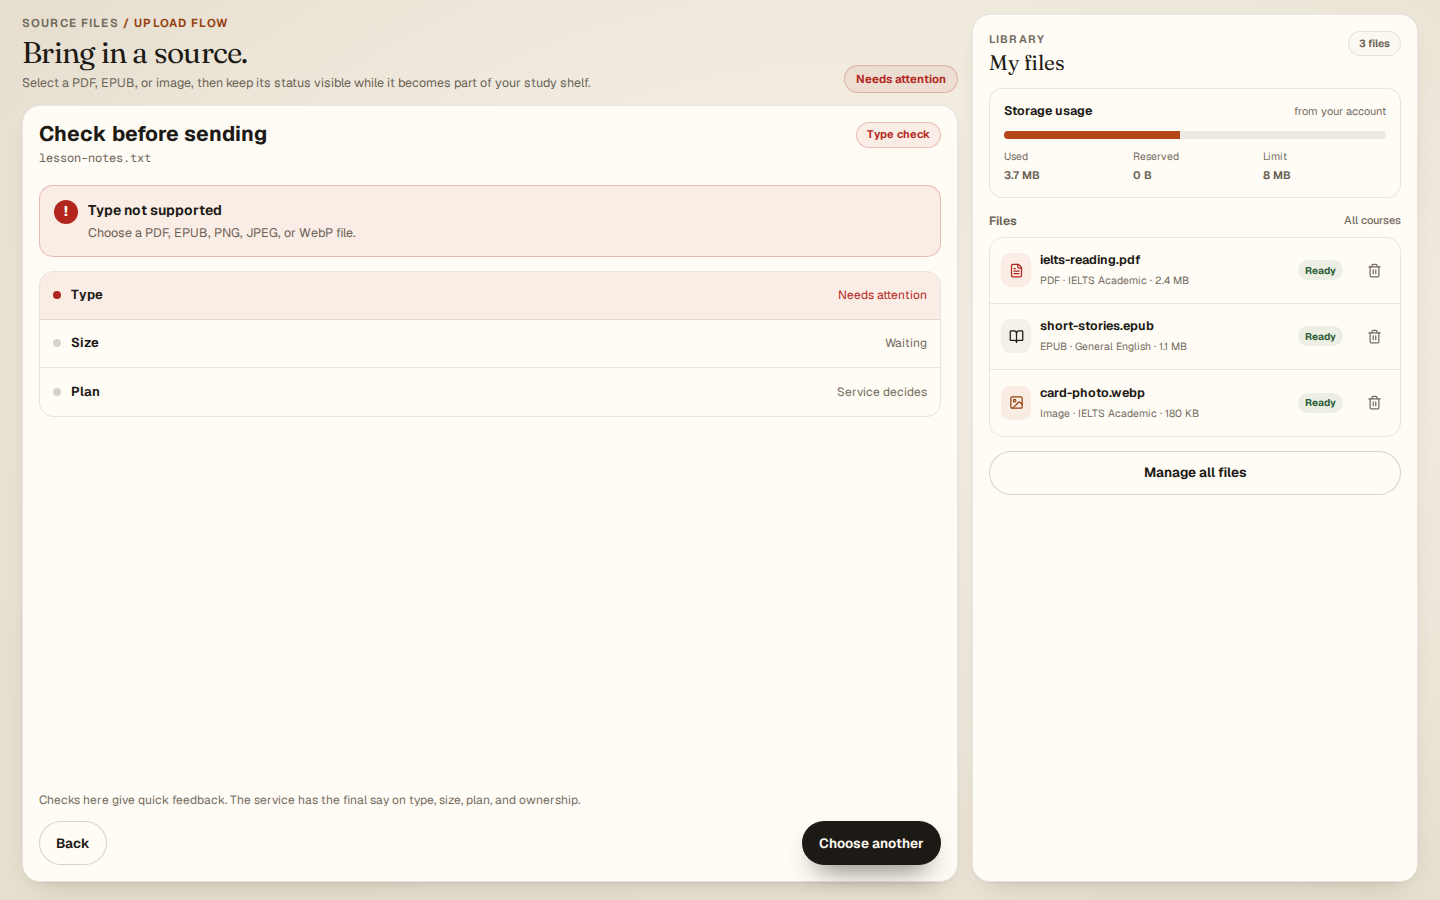 SOURCE FILES / UPLOAD FLOW
Bring in a source.
Select a PDF, EPUB, or image, then keep its status visible while it becomes part of your study shelf.
Needs attention
Check before sending
lesson-notes.txt
Type check
!
Type not supported
Choose a PDF, EPUB, PNG, JPEG, or WebP file.
Type
Needs attention
Size
Waiting
Plan
Service decides
Checks here give quick feedback. The service has the final say on type, size, plan, and ownership.
Back
Choose another
LIBRARY
My files
3 files
Storage usage
from your account
Used
Reserved
Limit
3.7 MB
0 B
8 MB
Files
All courses
ielts-reading.pdf
PDF · IELTS Academic · 2.4 MB
Ready
short-stories.epub
EPUB · General English · 1.1 MB
Ready
card-photo.webp
Image · IELTS Academic · 180 KB
Ready
Manage all files